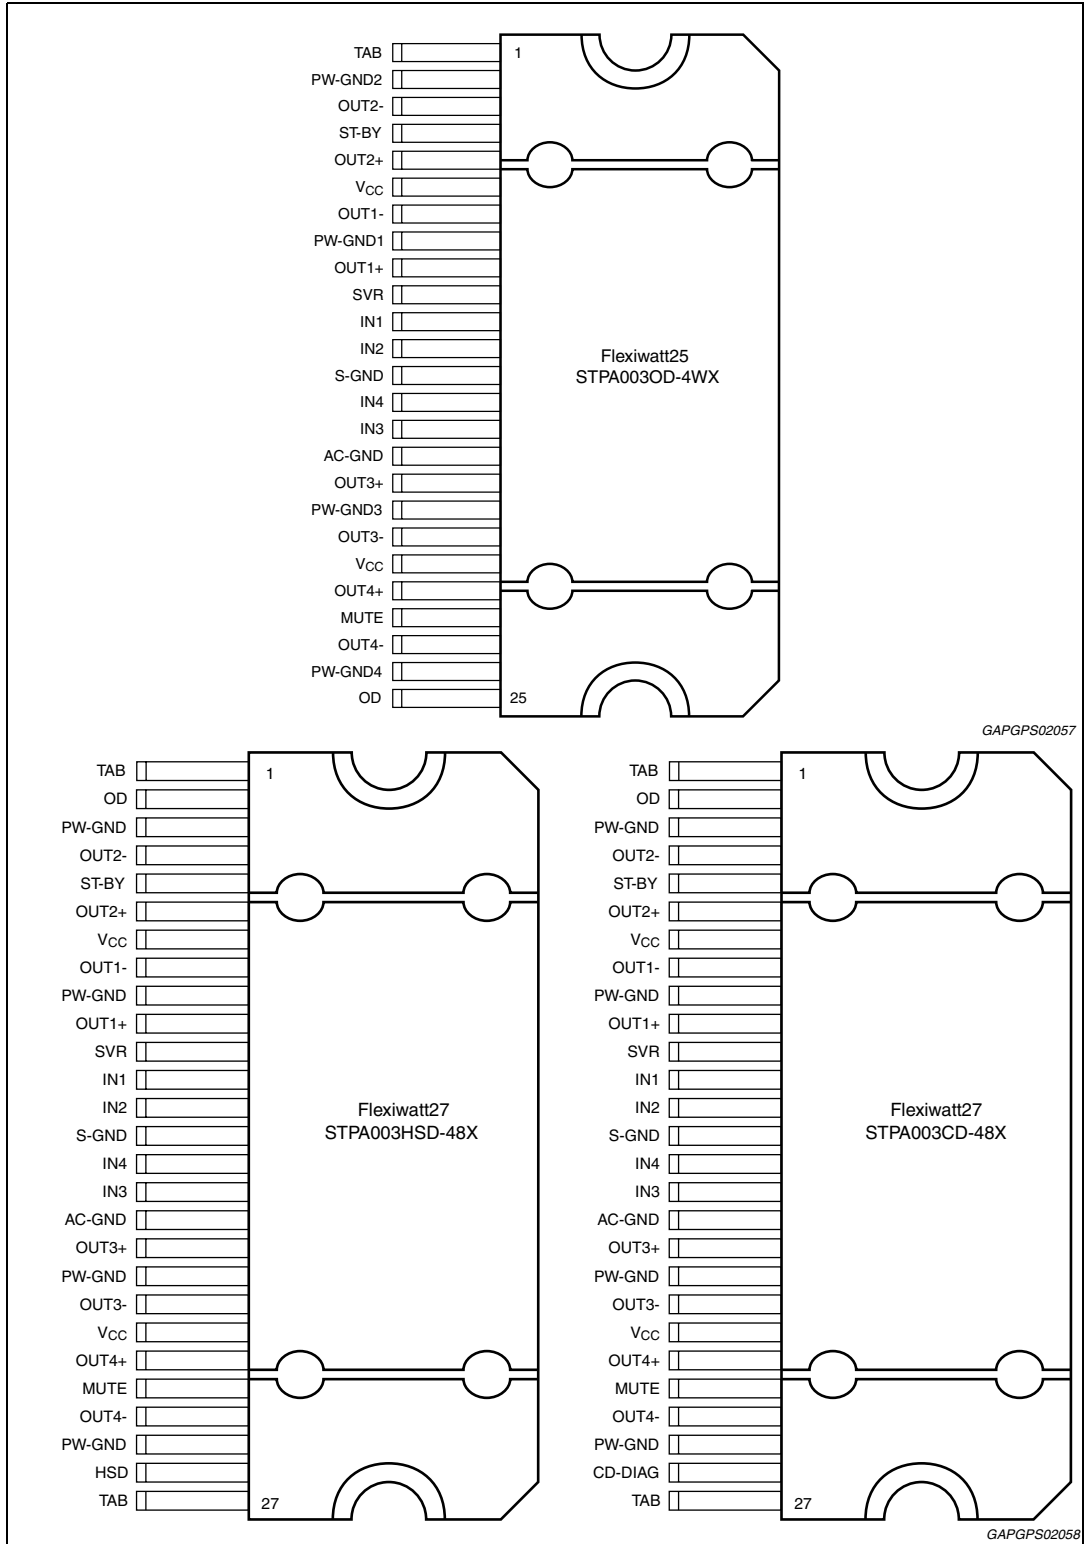 TAB
PW-GND2
OUT2-
ST-BY
OUT2+
VCC
OUT1-
PW-GND1
OUT1+
SVR
IN1
IN2
S-GND
IN4
IN3
AC-GND
OUT3+
PW-GND3
OUT3-
VCC
OUT4+
MUTE
OUT4-
PW-GND4
OD
1
Flexiwatt25
STPA003OD-4WX
25
GAPGPS02057
TAB
OD
PW-GND
OUT2-
ST-BY
OUT2+
VCC
OUT1-
PW-GND
OUT1+
SVR
IN1
IN2
S-GND
IN4
IN3
AC-GND
OUT3+
PW-GND
OUT3-
VCC
OUT4+
MUTE
OUT4-
PW-GND
HSD
TAB
1
Flexiwatt27
STPA003HSD-48X
27
TAB
OD
PW-GND
OUT2-
ST-BY
OUT2+
VCC
OUT1-
PW-GND
OUT1+
SVR
IN1
IN2
S-GND
IN4
IN3
AC-GND
OUT3+
PW-GND
OUT3-
VCC
OUT4+
MUTE
OUT4-
PW-GND
CD-DIAG
TAB
1
Flexiwatt27
STPA003CD-48X
27
GAPGPS02058